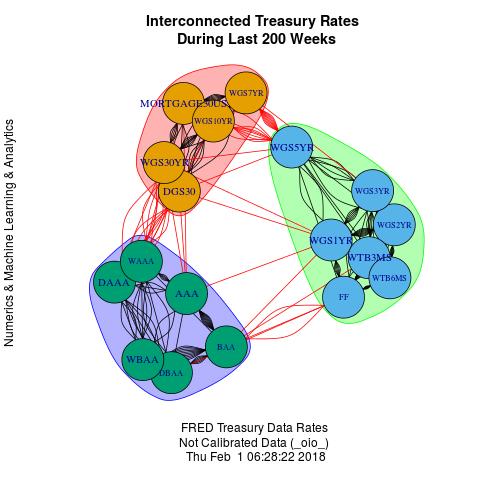 Interconnected Treasury Rates
During Last 200 Weeks
Numerics & Machine Learning & Analytics
WGS7YR
MORTGAGE30US
WGS10YR
WGS5YR
WGS30YR
DGS30
WGS3YR
WGS2YR
WGS1YR
WTB3MS
WTB6MS
FF
WAAA
DAAA
AAA
BAA
WBAA
DBAA
FRED Treasury Data Rates
Not Calibrated Data (_oio_)
Thu Feb  1 06:28:22 2018